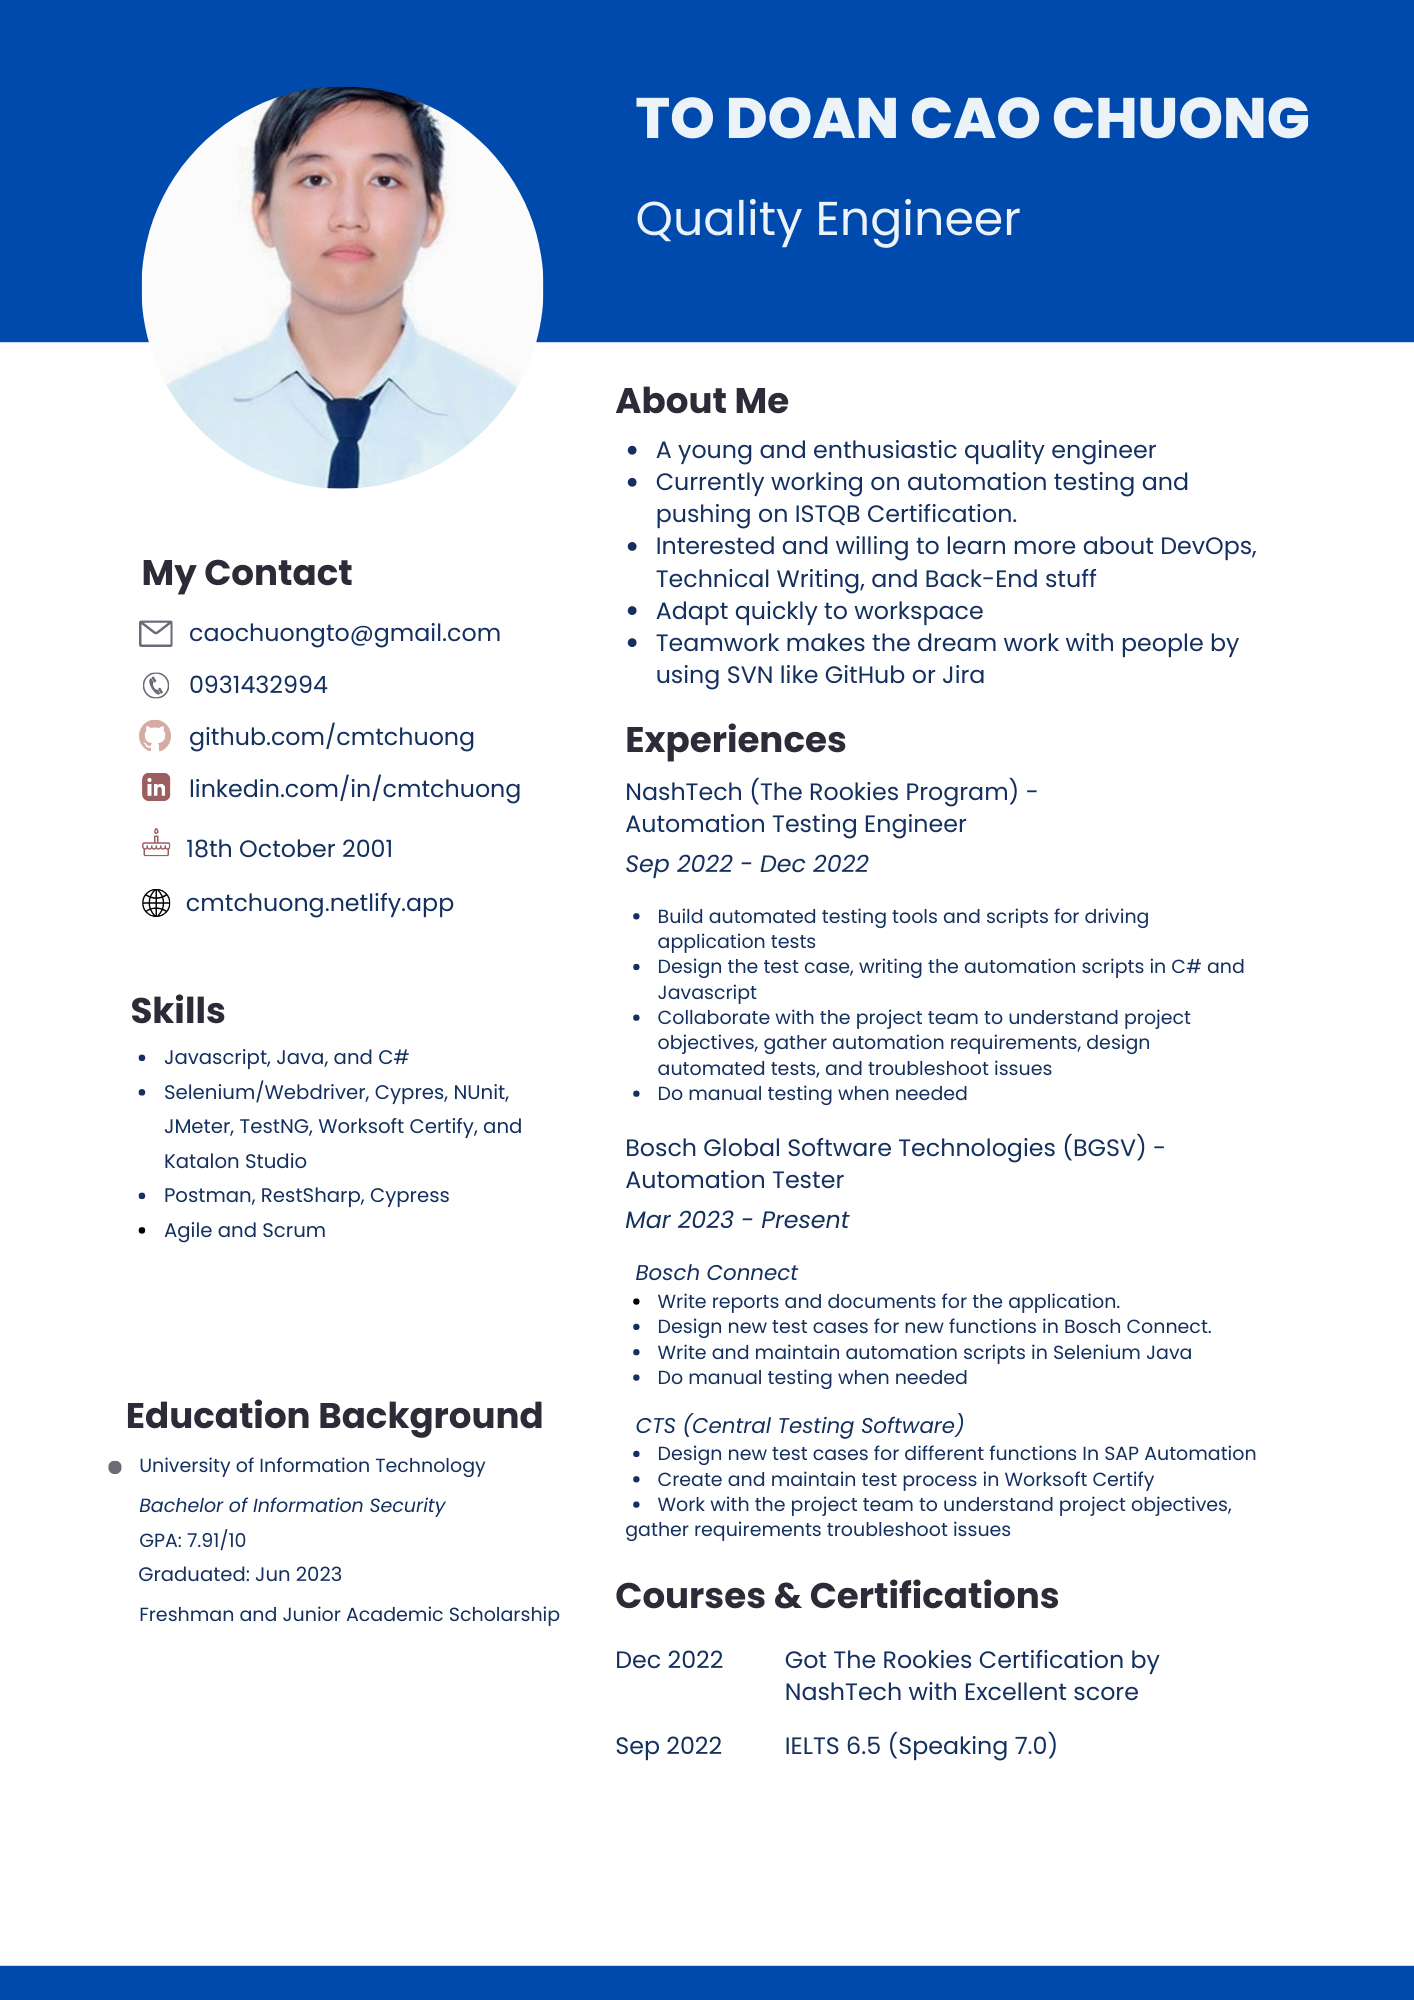 TO DOAN CAO CHUONG
Quality Engineer
My Contact
caochuongto@gmail.com
0931432994
github.com/cmtchuong
linkedin.com/in/cmtchuong
18th October 2001
cmtchuong.netlify.app
Skills
• Javascript, Java, and C#
• Selenium/Webdriver, Cypres, NUnit,
JMeter, TestNG, Worksoft Certify, and
Katalon Studio
• Postman, RestSharp, Cypress
• Agile and Scrum
Education Background
University of Information Technology
Bachelor of Information Security
GPA: 7.91/10
Graduated: Jun 2023
Freshman and Junior Academic Scholarship
About Me
• A young and enthusiastic quality engineer
• Currently working on automation testing and
pushing on ISTQB Certification.
• Interested and willing to learn more about DevOps,
Technical Writing, and Back-End stuff
• Adapt quickly to workspace
• Teamwork makes the dream work with people by
using SVN like GitHub or Jira
Experiences
NashTech (The Rookies Program) -
Automation Testing Engineer
Sep 2022 - Dec 2022
• Build automated testing tools and scripts for driving
application tests
• Design the test case, writing the automation scripts in C# and
Javascript
• Collaborate with the project team to understand project
objectives, gather automation requirements, design
automated tests, and troubleshoot issues
• Do manual testing when needed
Bosch Global Software Technologies (BGSV) -
Automation Tester
Mar 2023 - Present
Bosch Connect
• Write reports and documents for the application.
• Design new test cases for new functions in Bosch Connect.
• Write and maintain automation scripts in Selenium Java
• Do manual testing when needed
CTS (Central Testing Software)
• Design new test cases for different functions In SAP Automation
• Create and maintain test process in Worksoft Certify
• Work with the project team to understand project objectives,
gather requirements troubleshoot issues
Courses & Certifications
Dec 2022 Got The Rookies Certification by
NashTech with Excellent score
Sep 2022 IELTS 6.5 (Speaking 7.0)